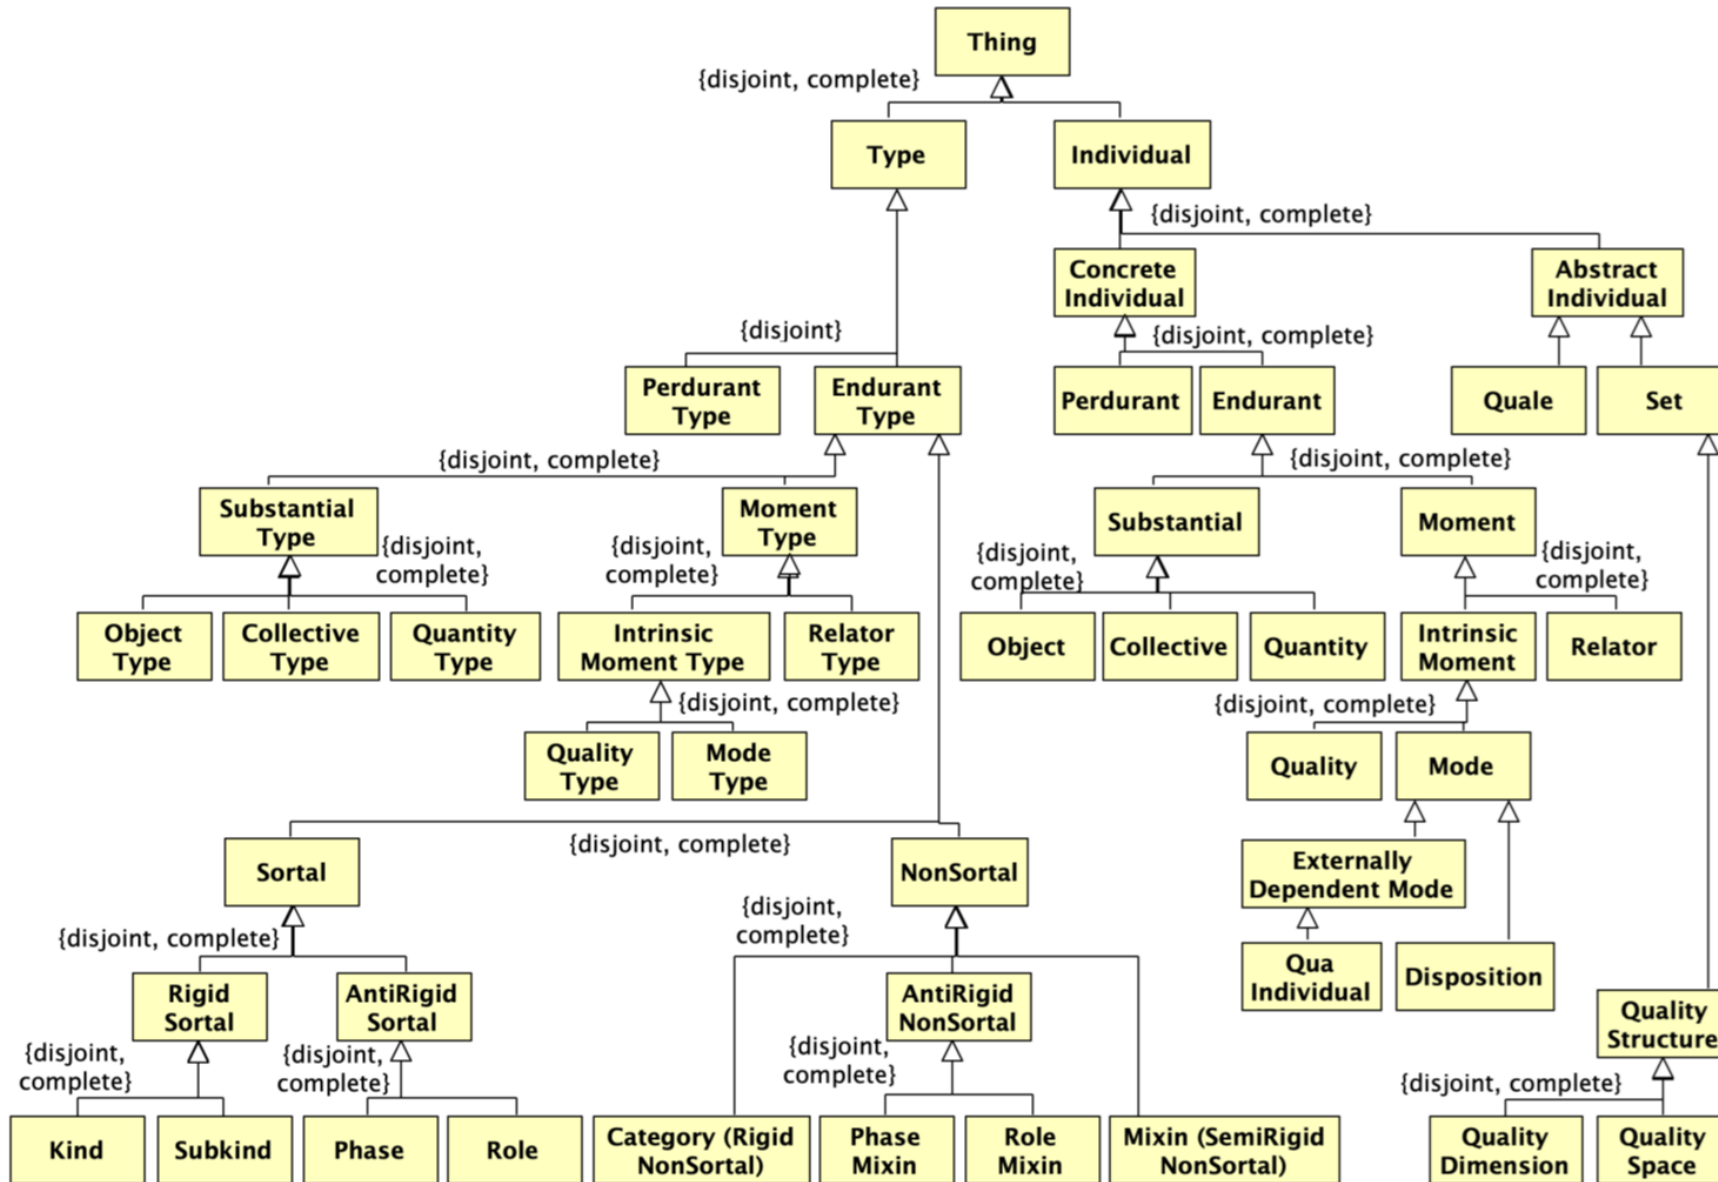 Thing
{disjoint, complete}
Type
Individual
{disjoint, complete}
Concrete
Individual
Abstract
Individual
{disjoint}
{disjoint, complete}
Perdurant
Type
Endurant
Type
Perdurant
Endurant
Quale
Set
{disjoint, complete}
{disjoint, complete}
Substantial
Type
Moment
Type
Substantial
Moment
{disjoint,
complete}
{disjoint,
complete}
{disjoint,
complete}
{disjoint,
complete}
Object
Type
Collective
Type
Quantity
Type
Intrinsic
Moment Type
Relator
Type
Object
Collective
Quantity
Intrinsic
Moment
Relator
{disjoint, complete}
{disjoint, complete}
Quality
Type
Mode
Type
Quality
Mode
{disjoint, complete}
Sortal
NonSortal
Externally
Dependent Mode
{disjoint, complete}
{disjoint,
complete}
Qua
Individual
Disposition
Rigid
Sortal
AntiRigid
Sortal
AntiRigid
NonSortal
Quality
Structure
{disjoint,
complete}
{disjoint,
complete}
{disjoint,
complete}
{disjoint, complete}
Kind
Subkind
Phase
Role
Category (Rigid
NonSortal)
Phase
Mixin
Role
Mixin
Mixin (SemiRigid
NonSortal)
Quality
Dimension
Quality
Space